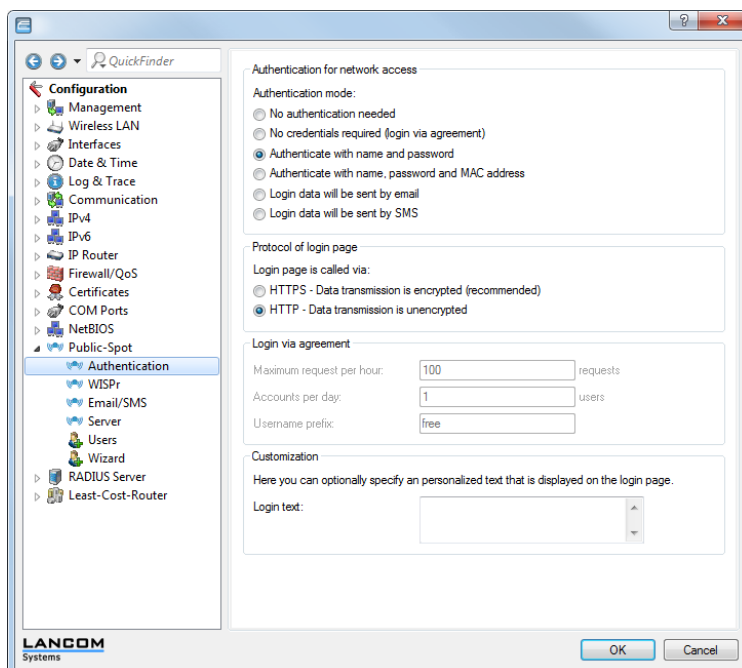 QuickFinder
Configuration
Management
Wireless LAN
Interfaces
Date & Time
Log & Trace
Communication
IPv4
IPv6
IP Router
Firewall/QoS
Certificates
COM Ports
NetBIOS
Public-Spot
Authentication
WISPr
Email/SMS
Server
Users
Wizard
RADIUS Server
Least-Cost-Router
Authentication for network access
Authentication mode:
No authentication needed
No credentials required (login via agreement)
Authenticate with name and password
Authenticate with name, password and MAC address
Login data will be sent by email
Login data will be sent by SMS
Protocol of login page
Login page is called via:
HTTPS - Data transmission is encrypted (recommended)
HTTP - Data transmission is unencrypted
Login via agreement
Maximum request per hour: 100 requests
Accounts per day: 1 users
Username prefix: free
Customization
Here you can optionally specify an personalized text that is displayed on the login page.
Login text:
LANCOM
Systems
OK Cancel